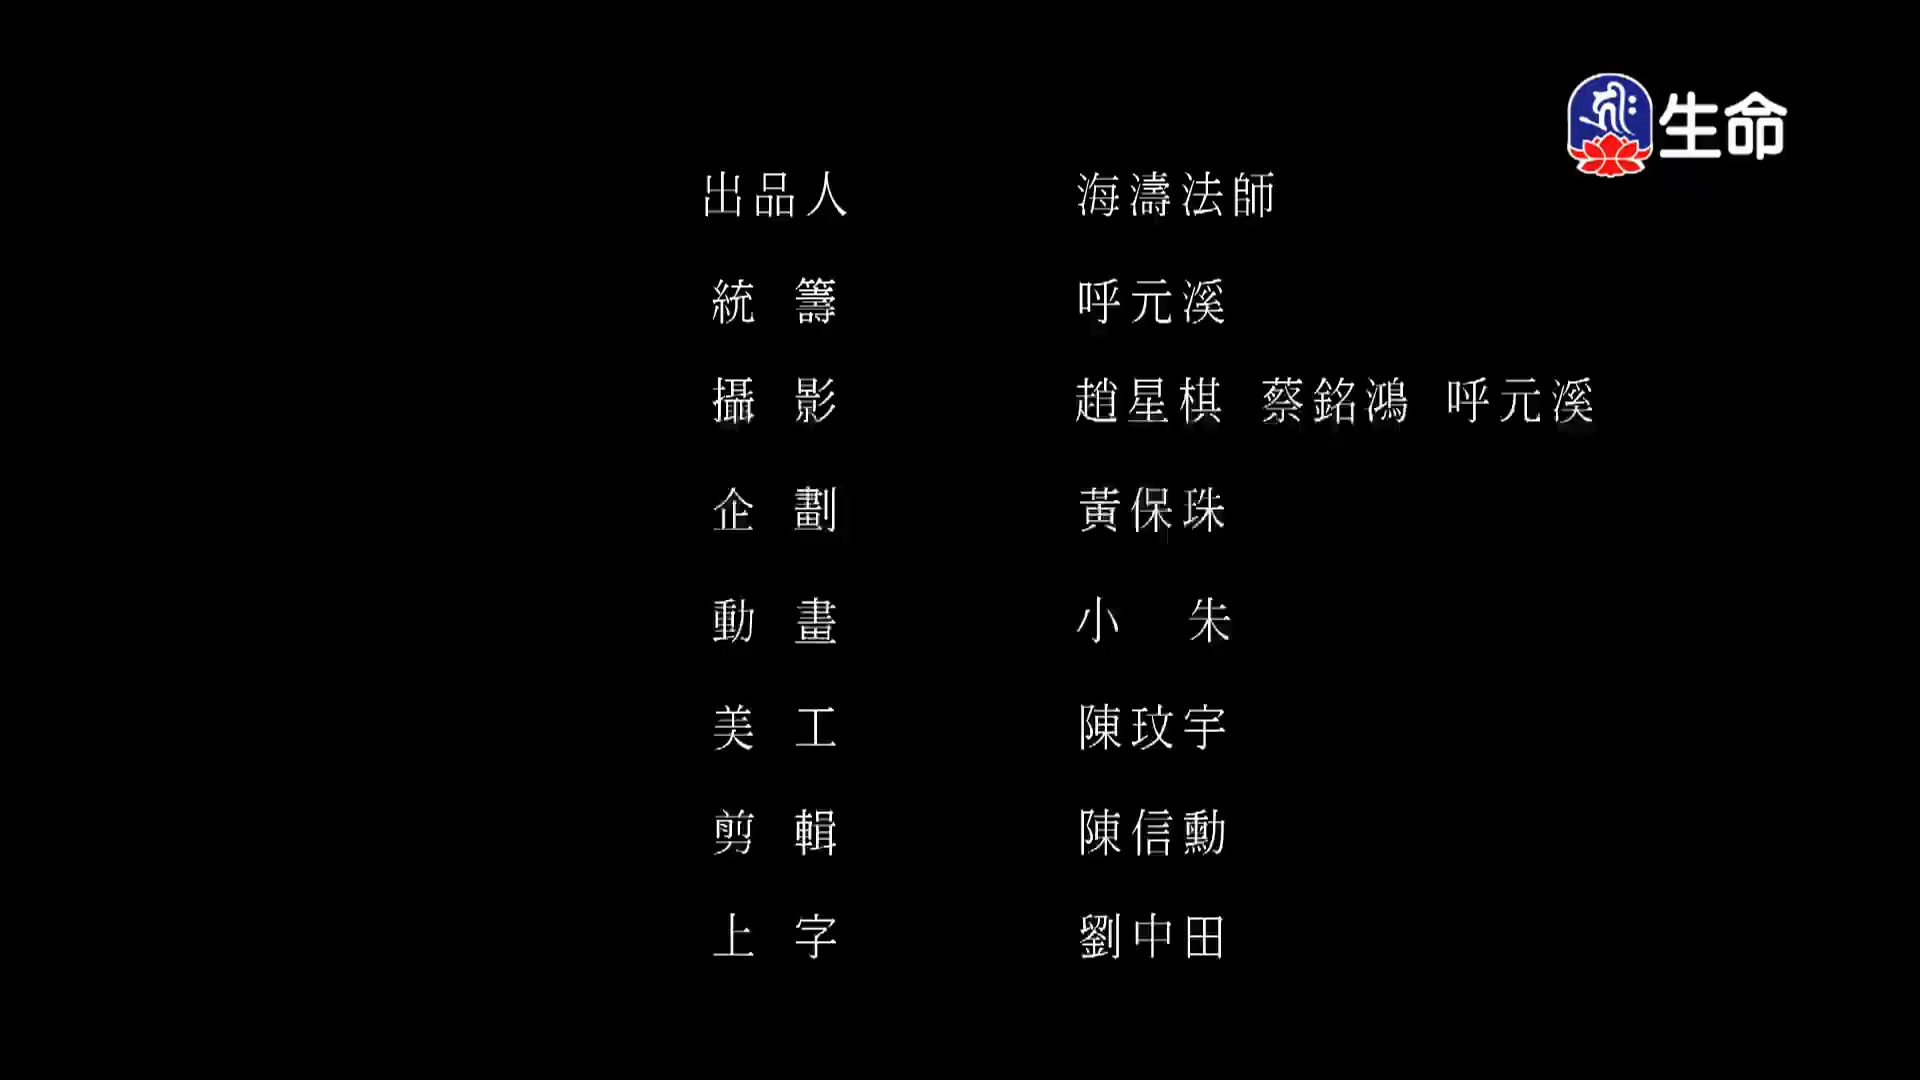 生命
出品人 海濤法師
統籌 呼元溪
攝影 趙星棋 蔡銘鴻 呼元溪
企劃 黃保珠
動畫 小朱
美工 陳玟宇
剪輯 陳信勳
上字 劉中田